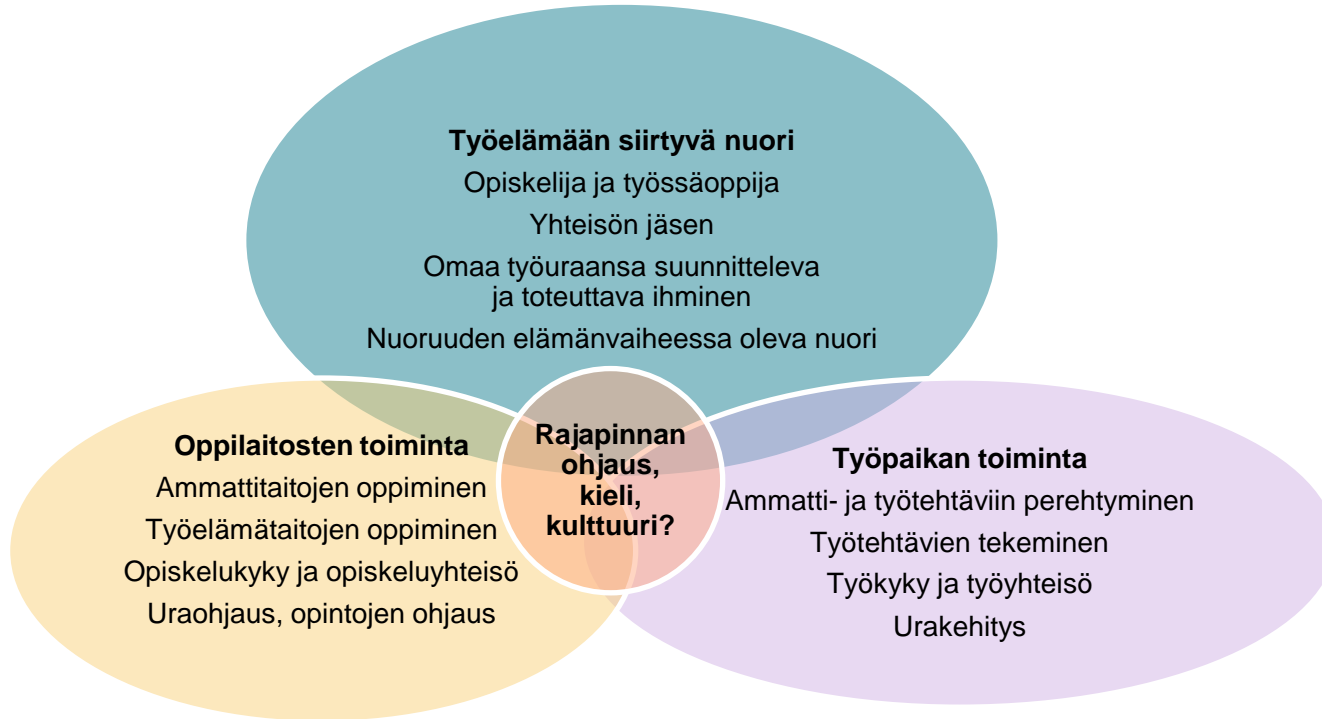 Työelämään siirtyvä nuori
Opiskelija ja työssäoppija
Yhteisön jäsen
Omaa työuraansa suunnitteleva
ja toteuttava ihminen
Nuoruuden elämänvaiheessa oleva nuori
Oppilaitosten toiminta
Ammattitaitojen oppiminen
Työelämätaitojen oppiminen
Opiskelukyky ja opiskeluyhteisö
Uraohjaus, opintojen ohjaus
Rajapinnan
ohjaus,
kieli,
kulttuuri?
Työpaikan toiminta
Ammatti- ja työtehtäviin perehtyminen
Työtehtävien tekeminen
Työkyky ja työyhteisö
Urakehitys